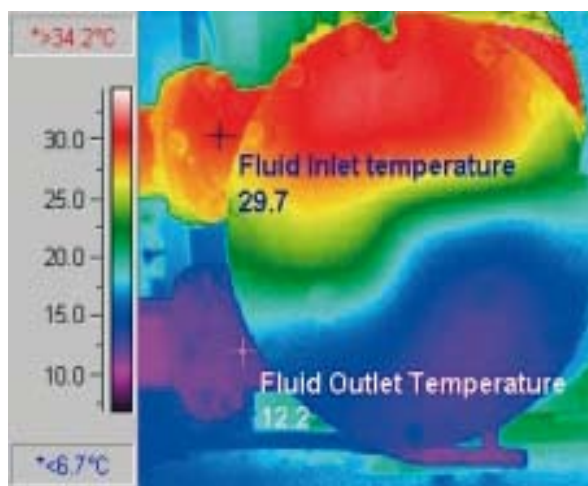 *>34.2°C
30.0
25.0
20.0
15.0
10.0
*<6.7°C
Fluid Inlet temperature
29.7
Fluid Outlet Temperature
12.2